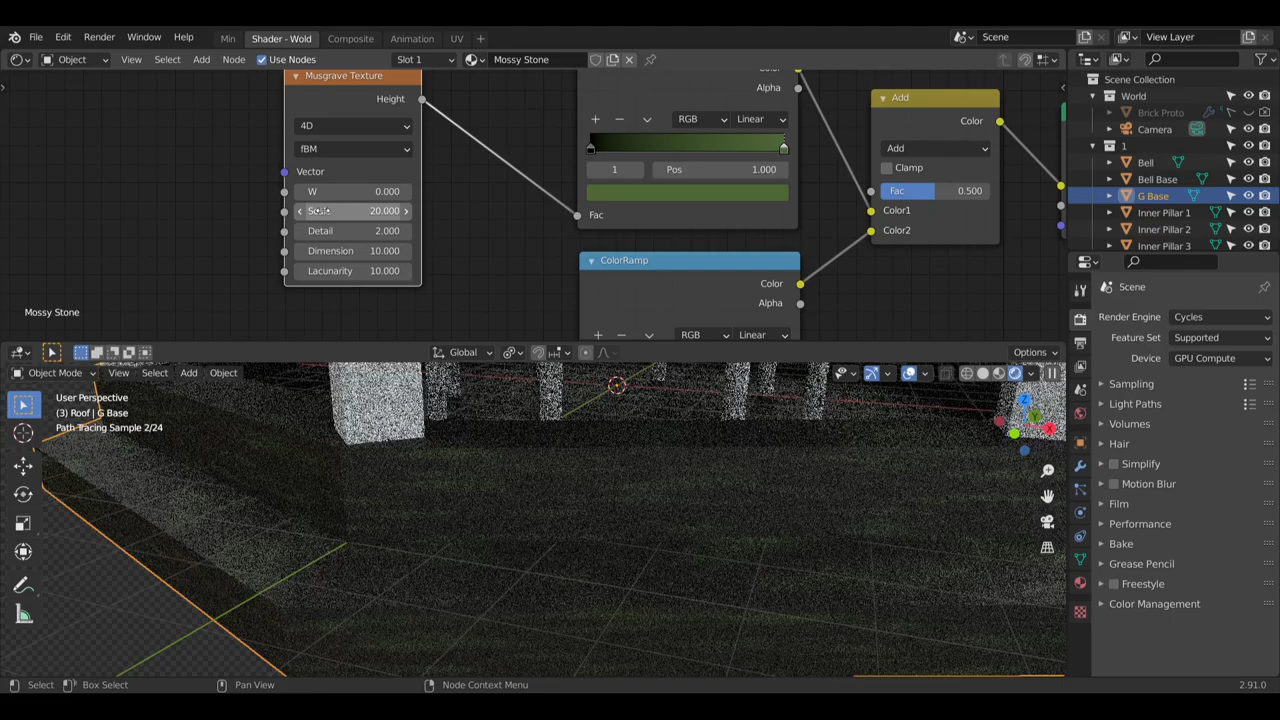 File Edit Render Window Help Min Shader - Wold Composite Animation UV Scene View Layer
Object View Select Add Node Use Nodes Slot 1 Mossy Stone
Musgrave Texture
Height
4D
fBM
Vector
W 0.000
20.000
Detail 2.000
Dimension 10.000
Lacunarity 10.000
Alpha
RGB Linear
1 Pos 1.000
Fac
ColorRamp
Color
Alpha
RGB Linear
Add
Color
Add
Clamp
Fac 0.500
Color1
Color2
Mossy Stone
Scene Collection
World
Brick Proto
Camera
1
Bell
Bell Base
G Base
Inner Pillar 1
Inner Pillar 2
Inner Pillar 3
Global Options
Object Mode View Select Add Object
User Perspective
(3) Roof | G Base
Path Tracing Sample 2/24
Z
Y
X
Scene
Render Engine Cycles
Feature Set Supported
Device GPU Compute
Sampling
Light Paths
Volumes
Hair
Simplify
Motion Blur
Film
Performance
Bake
Grease Pencil
Freestyle
Color Management
Select Box Select Pan View Node Context Menu 2.91.0